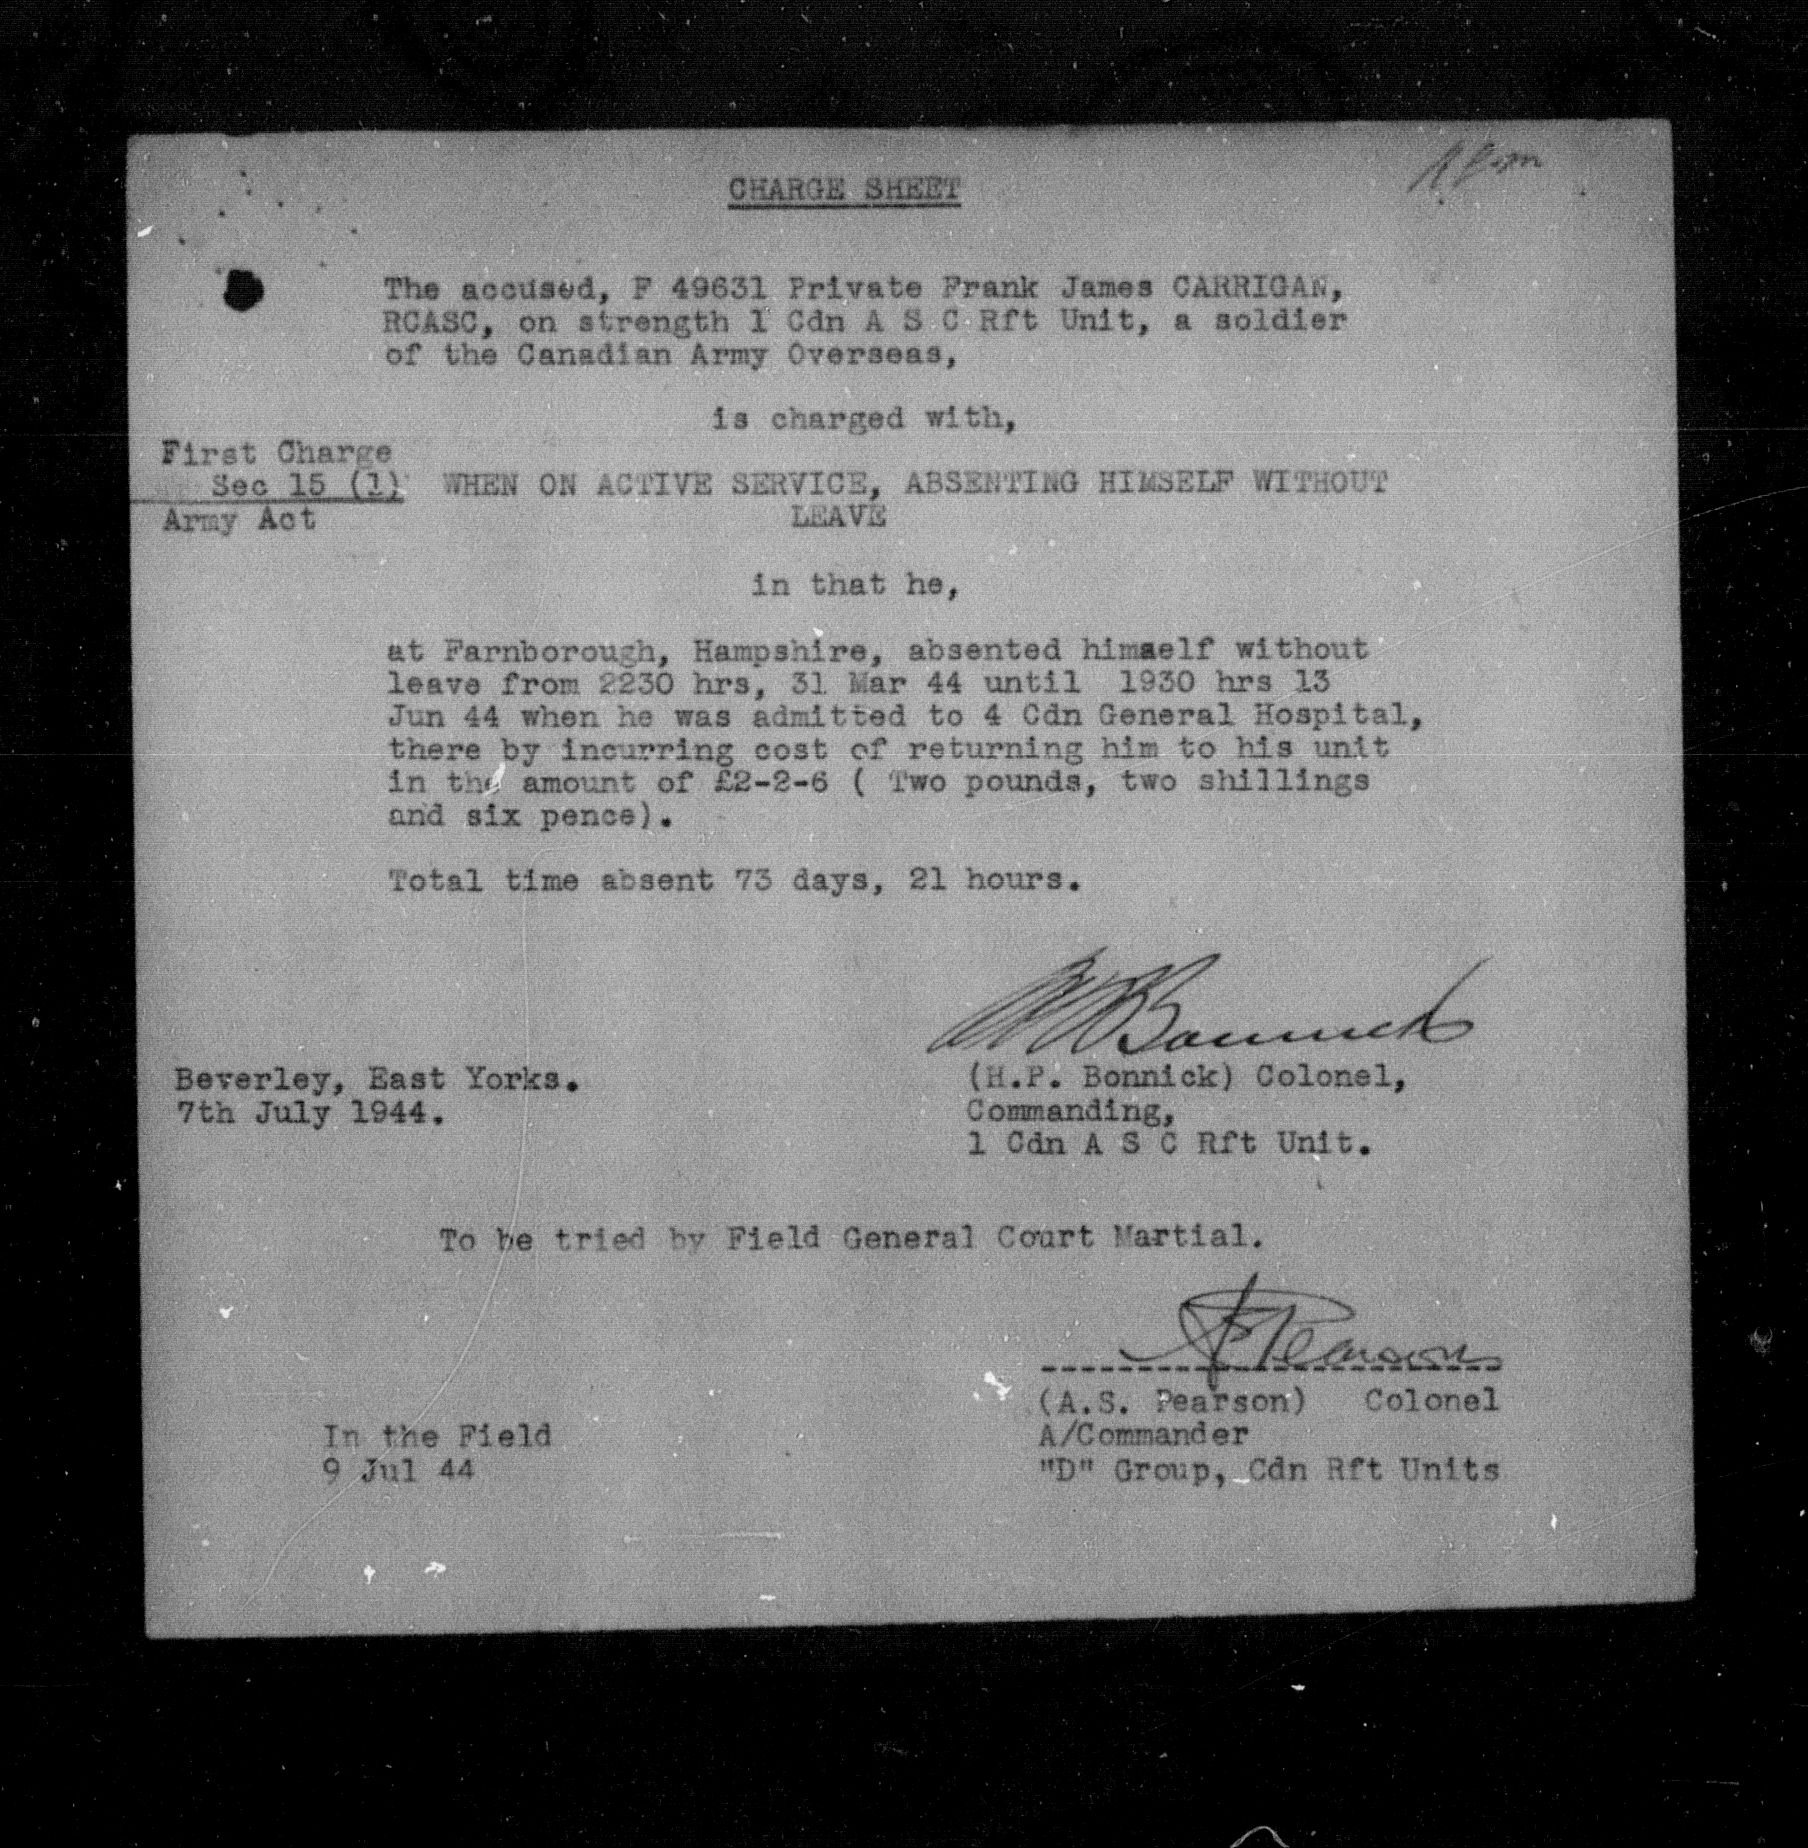 CHARGE SHEET
The accused, F 49631 Private Frank James CARRIGAN,
RCASC, on strength 1 Cdn A S C Rft Unit, a soldier
of the Canadian Army Overseas,
is charged with,
First Charge
Sec 15 (1) WHEN ON ACTIVE SERVICE, ABSENTING HIMSELF WITHOUT
Army Act LEAVE
in that he,
at Farnborough, Hampshire, absented himself without
leave from 2230 hrs, 31 Mar 44 until 1930 hrs 13
Jun 44 when he was admitted to 4 Cdn General Hospital,
there by incurring cost of returning him to his unit
in the amount of £2-2-6 ( Two pounds, two shillings
and six pence).
Total time absent 73 days, 21 hours.
HPBonnick
Beverley, East Yorks. (H.P. Bonnick) Colonel,
7th July 1944. Commanding,
1 Cdn A S C Rft Unit.
To be tried by Field General Court Martial.
ASPearson
(A.S. Pearson) Colonel
In the Field A/Commander
9 Jul 44 "D" Group, Cdn Rft Units